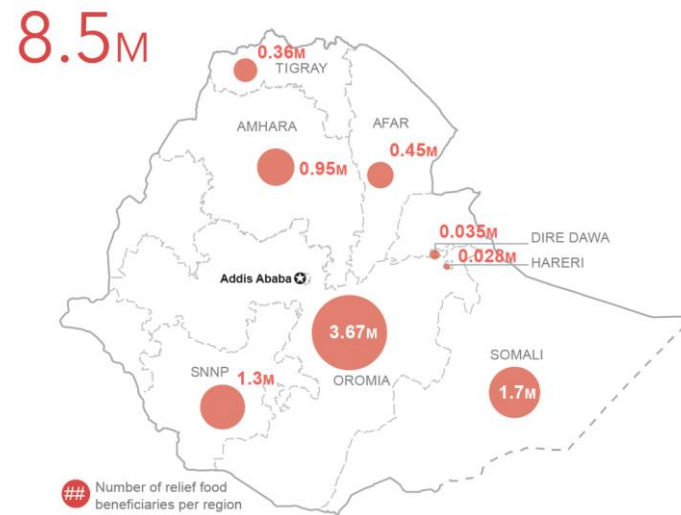 8.5M
0.36M
TIGRAY
AMHARA
AFAR
0.45M
0.95M
0.035M
DIRE DAWA
0.028M
HARERI
Addis Ababa
3.67M
SOMALI
SNNP
1.3M
OROMIA
1.7M
## Number of relief food
beneficiaries per region